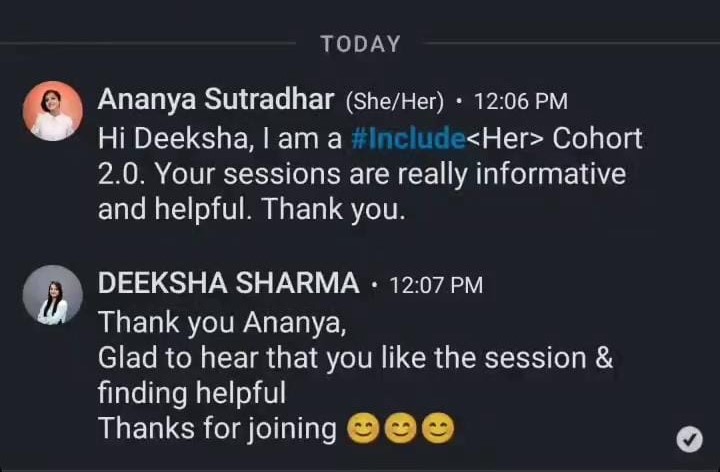 TODAY
Ananya Sutradhar (She/Her) • 12:06 PM
Hi Deeksha, I am a #Include<Her> Cohort
2.0. Your sessions are really informative
and helpful. Thank you.
DEEKSHA SHARMA • 12:07 PM
Thank you Ananya,
Glad to hear that you like the session &
finding helpful
Thanks for joining 😊😊😊